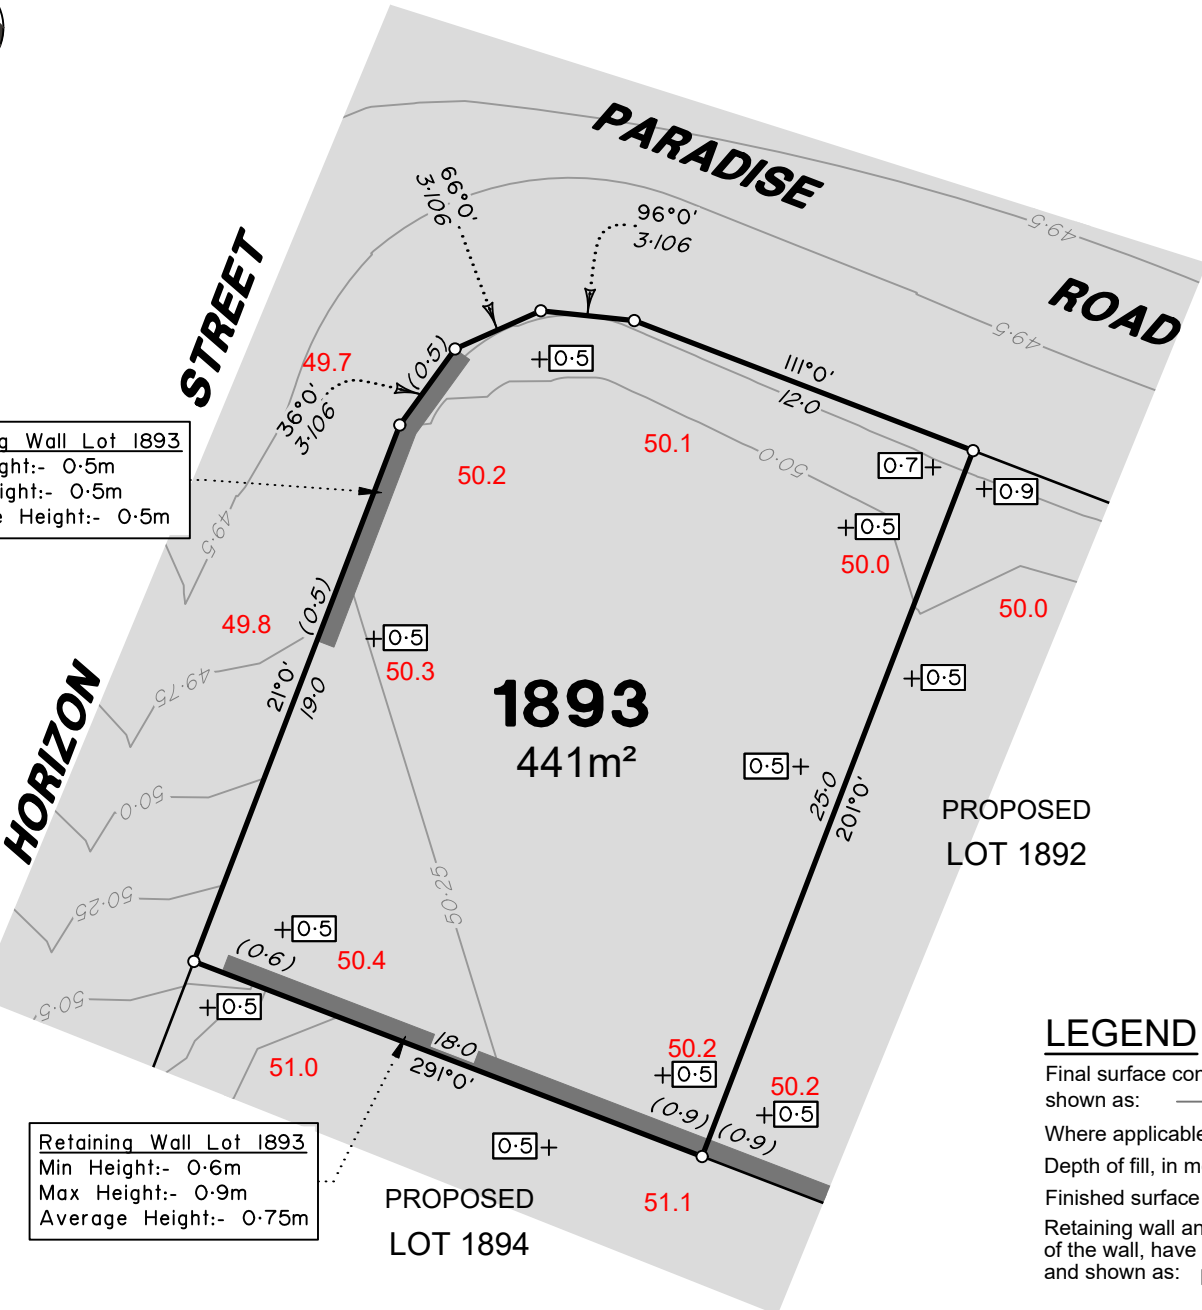 PARADISE
ROAD
HORIZON
STREET
66°0'
3·106
96°0'
3·106
36°0'
3·106
49·5
49·5
49.7
(0·5)
+ 0·5
111°0'
12·0
50.1
50·0
50.2
0·7 +
+ 0·9
+ 0·5
50.0
50.0
g Wall Lot 1893
ght:- 0·5m
ight:- 0·5m
e Height:- 0·5m
49·5
(0·5)
49.8
+ 0·5
50.3
49·75
21°0'
19·0
1893
441m²
+ 0·5
0·5 +
25·0
201°0'
PROPOSED
LOT 1892
50·0
50·25
50·25
+ 0·5
(0·6)
50.4
50·5
+ 0·5
18·0
291°0'
51.0
50.2
+ 0·5
50.2
+ 0·5
(0·9)
(0·9)
0·5 +
51.1
PROPOSED
LOT 1894
Retaining Wall Lot 1893
Min Height:- 0·6m
Max Height:- 0·9m
Average Height:- 0·75m
LEGEND
Final surface con
shown as:
Where applicable
Depth of fill, in m
Finished surface
Retaining wall an
of the wall, have
and shown as: